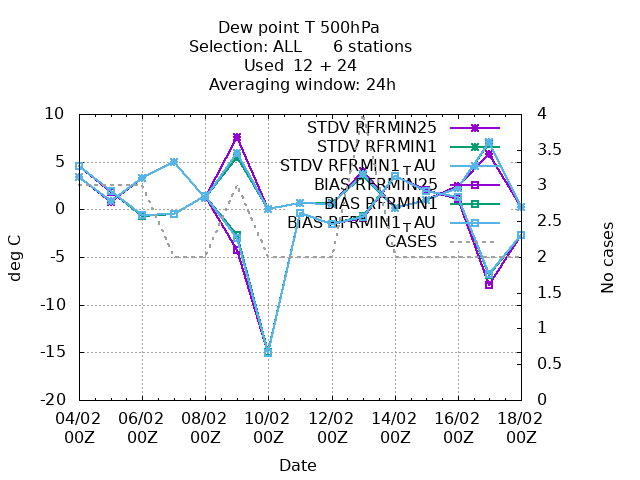 Dew point T 500hPa
Selection: ALL 6 stations
Used 12 + 24
Averaging window: 24h
10
5
0
-5
-10
-15
-20
4
3.5
3
2.5
2
1.5
1
0.5
0
deg C
No cases
STDV RFRMIN25
STDV RFRMIN1
STDV RFRMIN1_AU
BIAS RFRMIN25
BIAS RFRMIN1
BIAS RFRMIN1_AU
CASES
04/02 06/02 08/02 10/02 12/02 14/02 16/02 18/02
00Z 00Z 00Z 00Z 00Z 00Z 00Z 00Z
Date